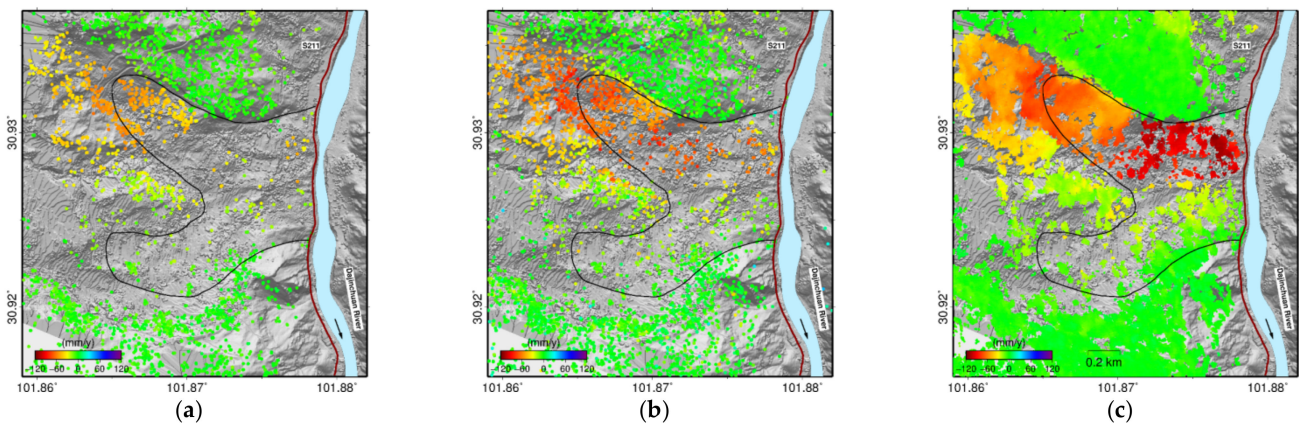 S211
30.93°
30.92°
Dajinchuan River
(mm/y)
−120 −60 0 60 120
101.86° 101.87° 101.88°
(a)
S211
30.93°
30.92°
Dajinchuan River
(mm/y)
−120 −60 0 60 120
101.86° 101.87° 101.88°
(b)
S211
30.93°
30.92°
Dajinchuan River
(mm/y)
−120 −60 0 60 120
0.2 km
101.86° 101.87° 101.88°
(c)